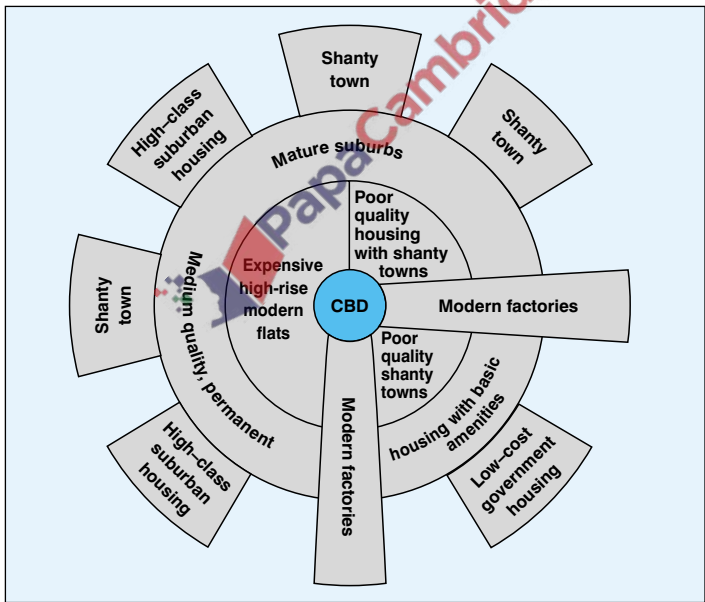 Shanty
town
High–class
suburban
housing
Shanty
town
Mature suburbs
Poor
quality
housing
with shanty
towns
Expensive
high-rise
modern
flats
CBD
Modern factories
Shanty
town
Medium quality, permanent
Poor
quality
shanty
towns
housing with basic
amenities
Modern factories
High–class
suburban
housing
Low–cost
government
housing
PapaCambrid